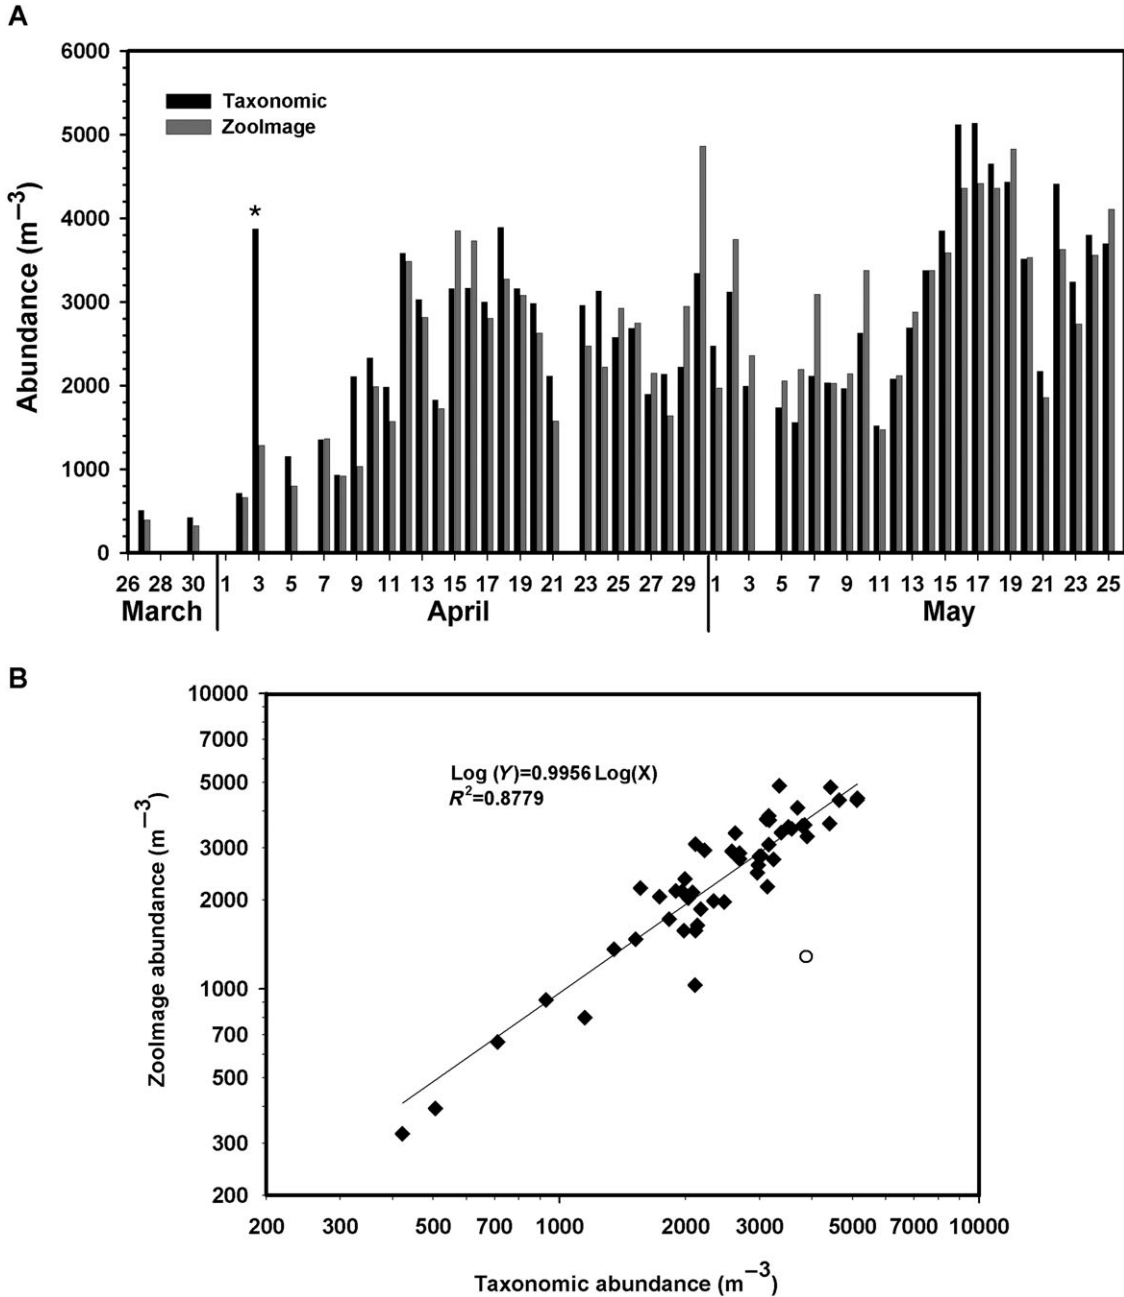 A
6000
5000
4000
3000
2000
1000
0
Abundance (m−3)
Taxonomic
ZooImage
*
26 28 30 1 3 5 7 9 11 13 15 17 19 21 23 25 27 29 1 3 5 7 9 11 13 15 17 19 21 23 25
March April May
B
10000
7000
5000
3000
2000
1000
700
500
300
200
ZooImage abundance (m−3)
Log (Y)=0.9956 Log(X)
R2=0.8779
200 300 500 700 1000 2000 3000 5000 7000 10000
Taxonomic abundance (m−3)